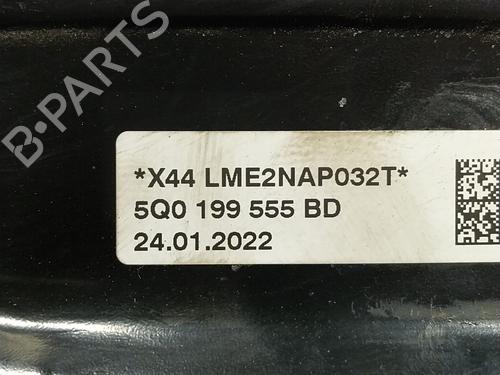 B-PARTS
*X44 LME2NAP032T*
5Q0 199 555 BD
24.01.2022